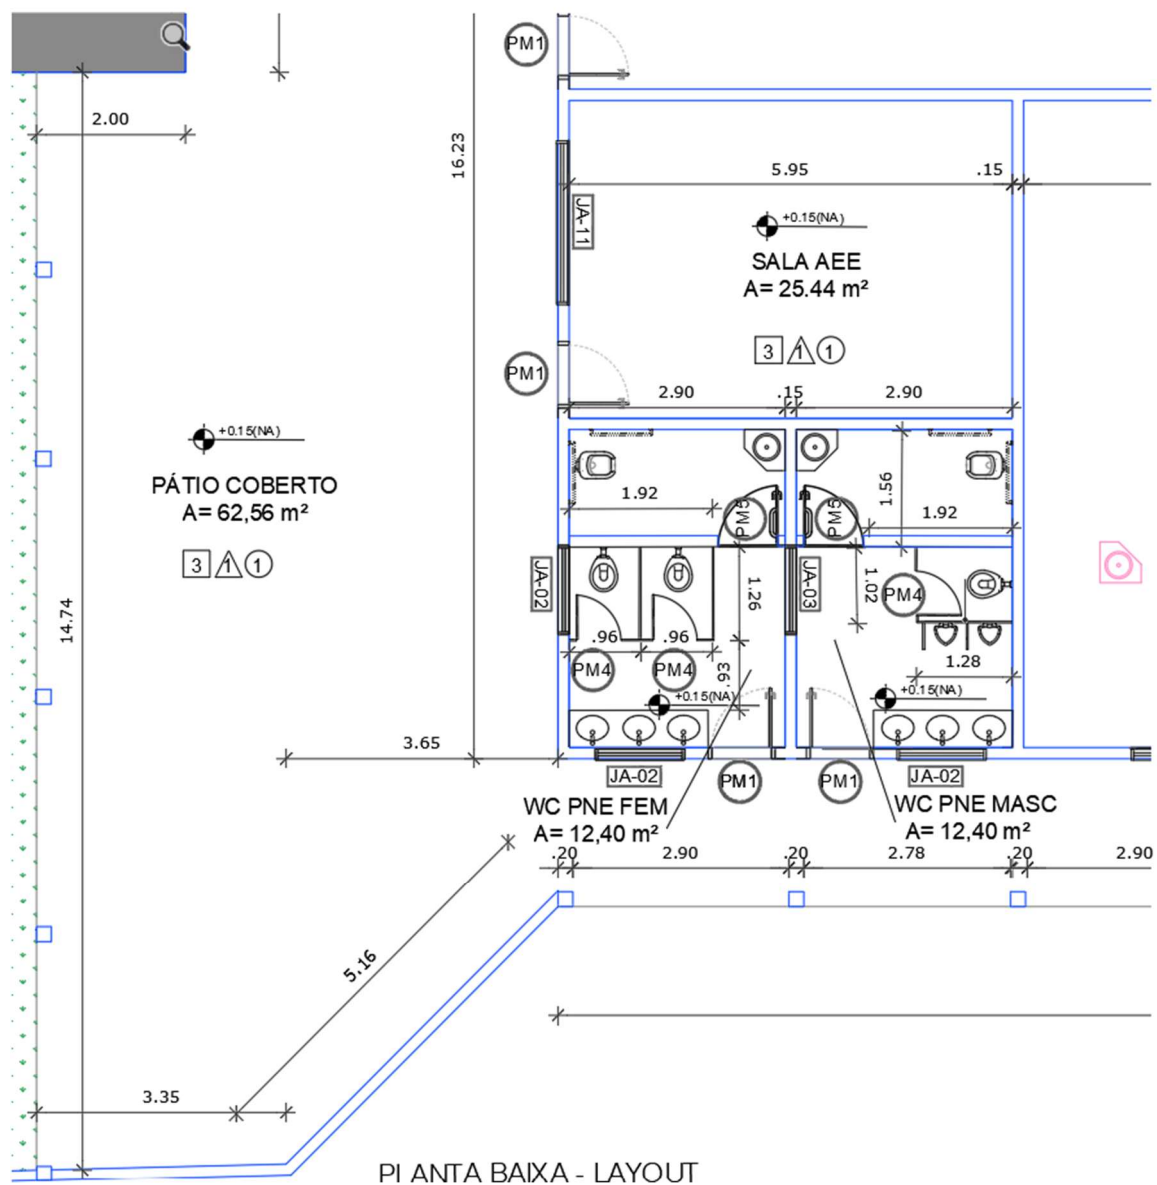 PM1
2.00
16.23
5.95
.15
JA-11
+0.15(NA)
SALA AEE
A= 25.44 m²
3 1 1
PM1
2.90
.15
2.90
+0.15(NA)
PÁTIO COBERTO
A= 62,56 m²
3 1 1
1.92
PM5
PM5
1.56
1.92
JA-02
JA-03
1.26
1.02
PM4
14.74
.96
.96
PM4
PM4
.93
1.28
+0.15(NA)
+0.15(NA)
3.65
JA-02
PM1
PM1
JA-02
WC PNE FEM
A= 12,40 m²
WC PNE MASC
A= 12,40 m²
.20
2.90
.20
2.78
.20
2.90
5.16
3.35
PLANTA BAIXA - LAYOUT